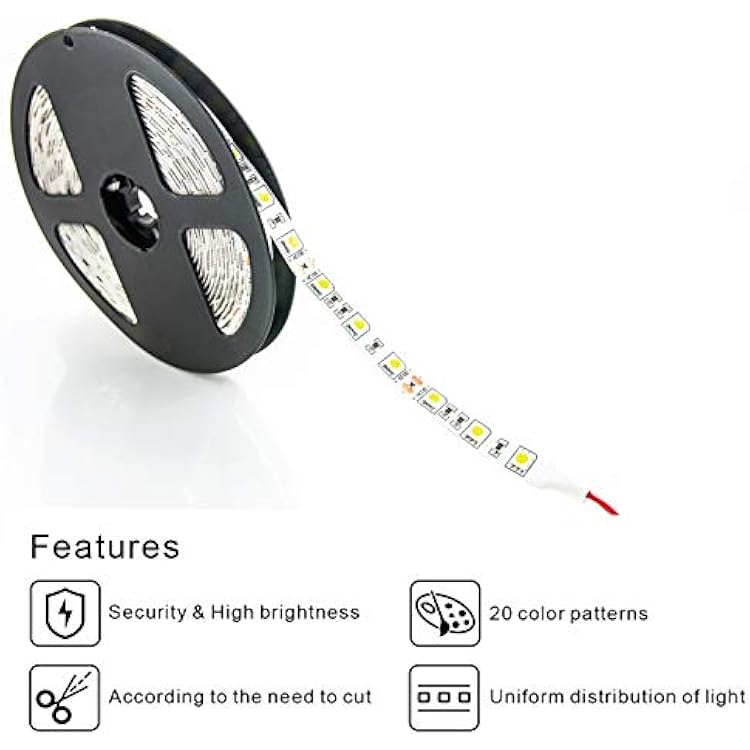 Features
Security & High brightness
20 color patterns
According to the need to cut
Uniform distribution of light